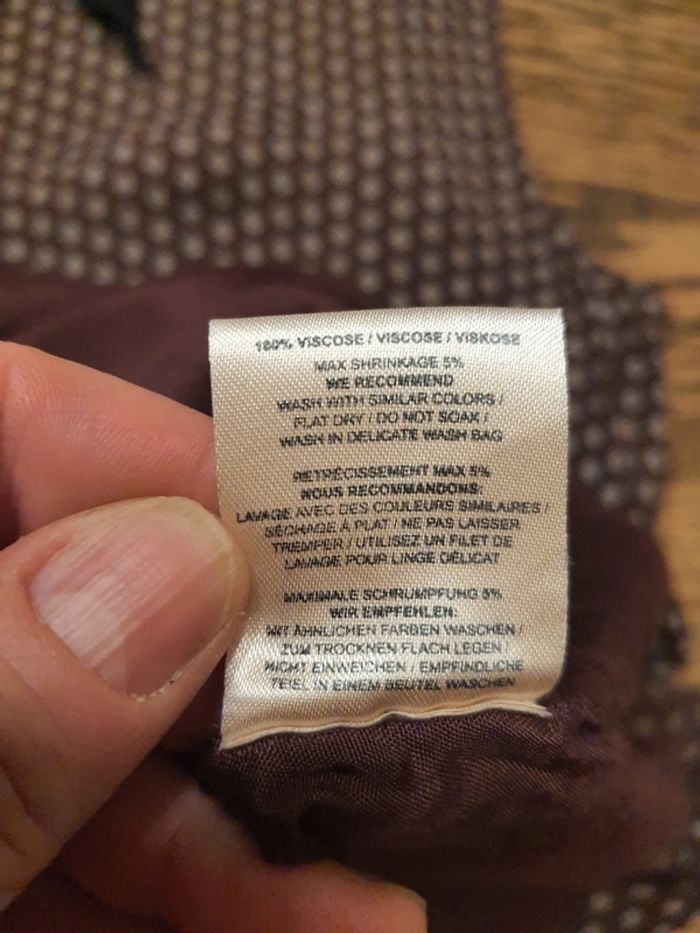 100% VISCOSE / VISCOSE / VISKOSE
MAX SHRINKAGE 5%
WE RECOMMEND
WASH WITH SIMILAR COLORS /
FLAT DRY / DO NOT SOAK /
WASH IN DELICATE WASH BAG
RETRÉCISSEMENT MAX 5%
NOUS RECOMMANDONS:
LAVAGE AVEC DES COULEURS SIMILAIRES /
SÉCHAGE À PLAT / NE PAS LAISSER
TREMPER / UTILISEZ UN FILET DE
LAVAGE POUR LINGE DÉLICAT
MAXIMALE SCHRUMPFUNG 5%
WIR EMPFEHLEN:
MIT ÄHNLICHEN FARBEN WASCHEN /
ZUM TROCKNEN FLACH LEGEN /
NICHT EINWEICHEN / EMPFINDLICHE
TEIEL IN EINEM BEUTEL WASCHEN